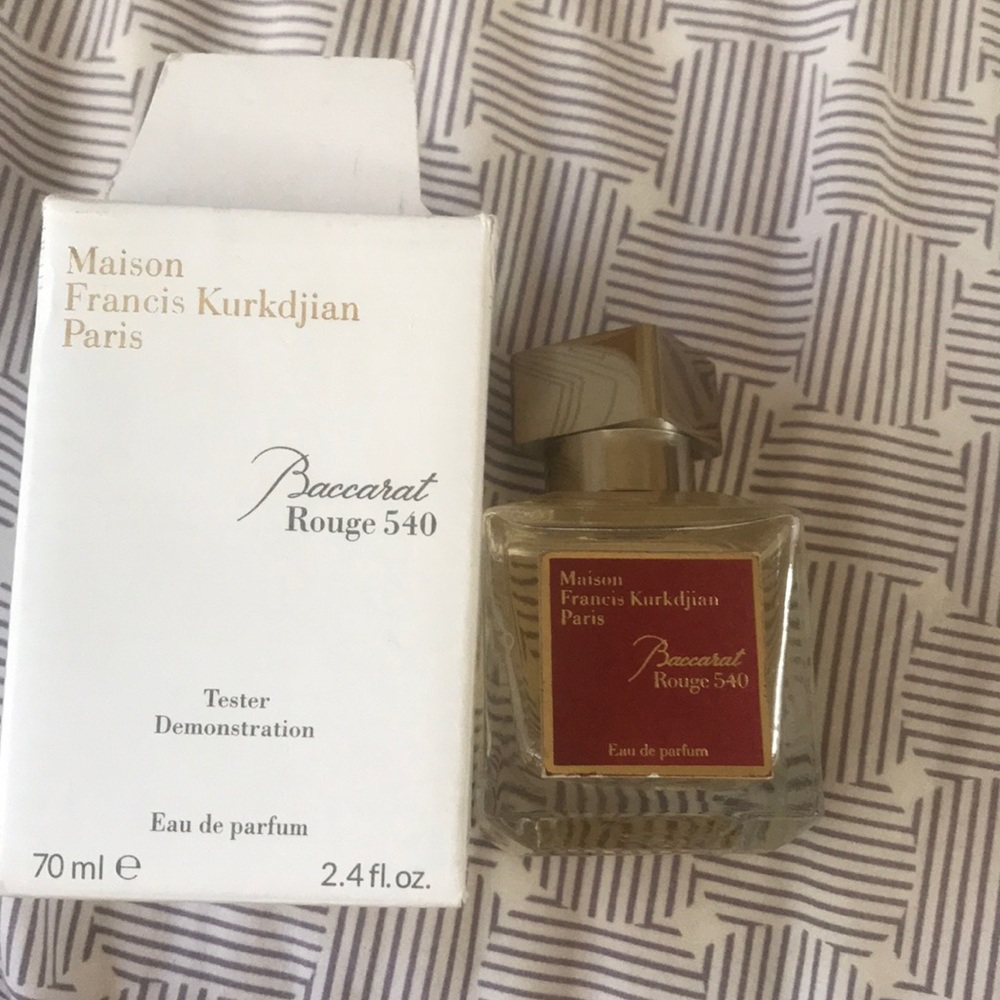 Maison
Francis Kurkdjian
Paris
Baccarat
Rouge 540
Tester
Demonstration
Eau de parfum
70 ml ℮
2.4 fl.oz.
Maison
Francis Kurkdjian
Paris
Baccarat
Rouge 540
Eau de parfum